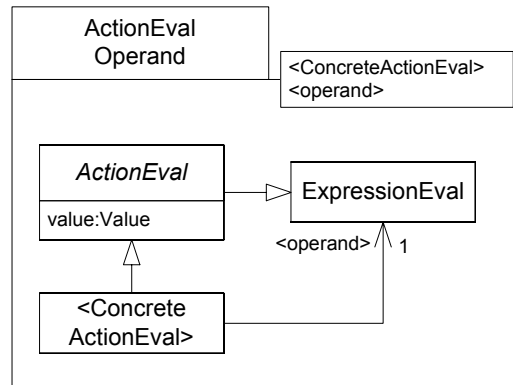 ActionEval
Operand
<ConcreteActionEval>
<operand>
ActionEval
value:Value
ExpressionEval
<operand> 1
<Concrete
ActionEval>